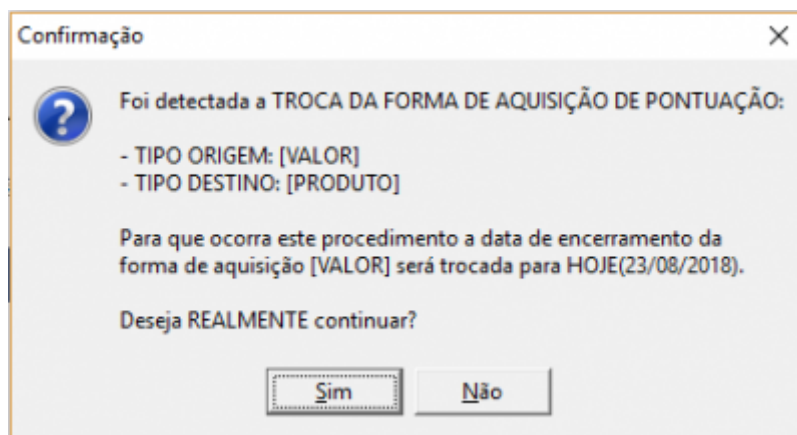 Confirmação
Foi detectada a TROCA DA FORMA DE AQUISIÇÃO DE PONTUAÇÃO:
- TIPO ORIGEM: [VALOR]
- TIPO DESTINO: [PRODUTO]
Para que ocorra este procedimento a data de encerramento da
forma de aquisição [VALOR] será trocada para HOJE(23/08/2018).
Deseja REALMENTE continuar?
Sim
Não